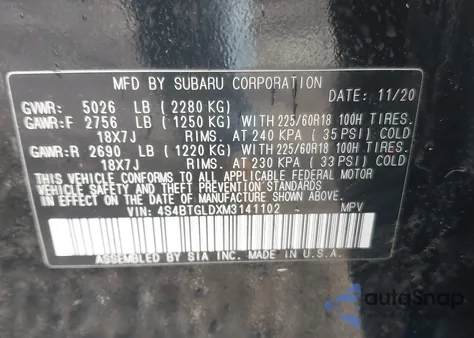 MFD BY SUBARU CORPORATION
GVWR: 5026 LB (2280 KG) DATE: 11/20
GAWR:F 2756 LB (1250 KG) WITH 225/60R18 100H TIRES.
18X7J RIMS. AT 240 KPA (35 PSI) COLD
GAWR:R 2690 LB (1220 KG) WITH 225/60R18 100H TIRES.
18X7J RIMS. AT 230 KPA (33 PSI) COLD
THIS VEHICLE CONFORMS TO ALL APPLICABLE FEDERAL MOTOR
VEHICLE SAFETY AND THEFT PREVENTION STANDARDS
IN EFFECT ON THE DATE OF MANUFACTURE SHOWN ABOVE.
VIN: 4S4BTGLDXM3141102 MPV
ASSEMBLED BY SIA INC. MADE IN U.S.A.
autoSnap